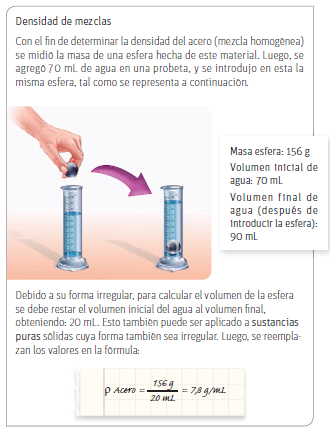 Densidad de mezclas
Con el fin de determinar la densidad del acero (mezcla homogénea)
se midió la masa de una esfera hecha de este material. Luego, se
agregó 70 mL de agua en una probeta, y se introdujo en esta la
misma esfera, tal como se representa a continuación.
Masa esfera: 156 g
Volumen inicial de
agua: 70 mL
Volumen final de
agua (después de
introducir la esfera):
90 mL
Debido a su forma irregular, para calcular el volumen de la esfera
se debe restar el volumen inicial del agua al volumen final,
obteniendo: 20 mL. Esto también puede ser aplicado a sustancias
puras sólidas cuya forma también sea irregular. Luego, se reempla-
zan los valores en la fórmula:
ρ Acero = 156 g / 20 mL = 7,8 g/mL